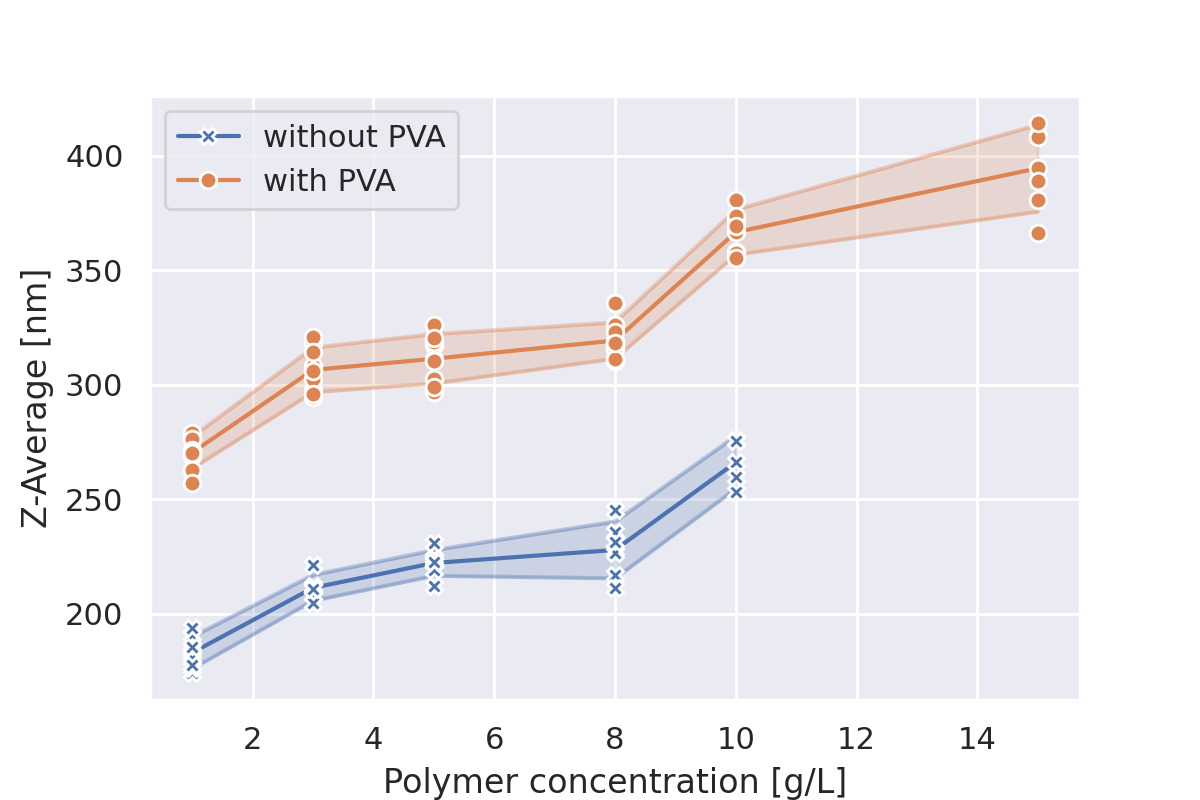 without PVA
with PVA
400
350
300
250
200
Z-Average [nm]
2 4 6 8 10 12 14
Polymer concentration [g/L]